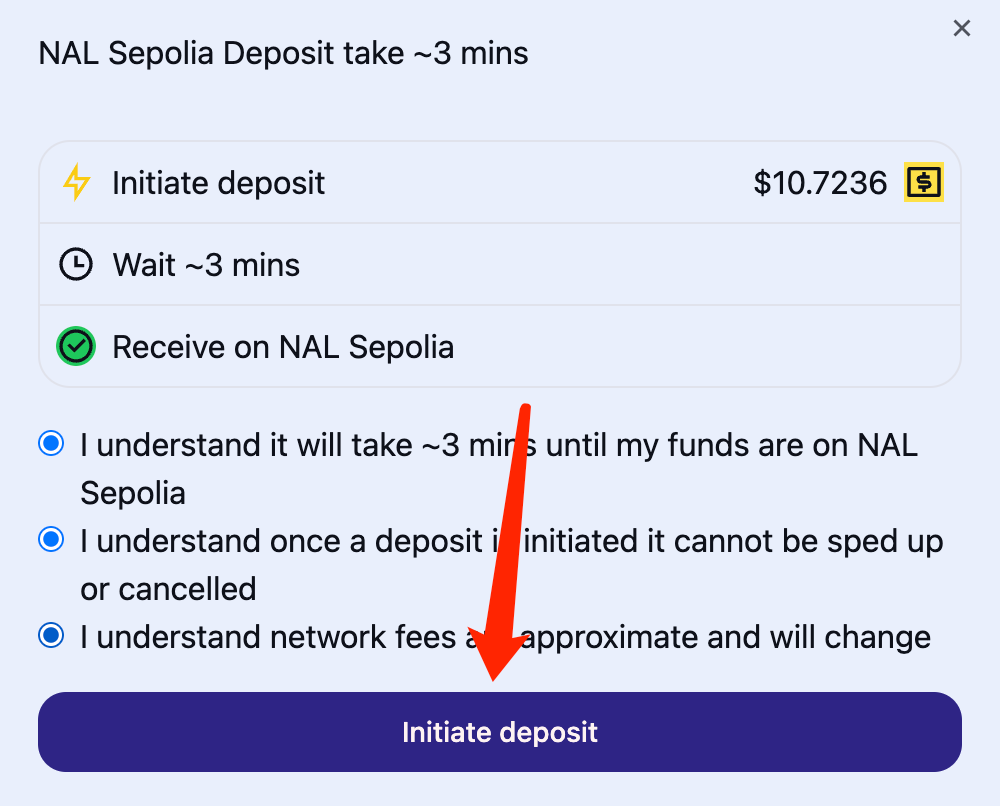 NAL Sepolia Deposit take ~3 mins
Initiate deposit
$10.7236
Wait ~3 mins
Receive on NAL Sepolia
I understand it will take ~3 mins until my funds are on NAL
Sepolia
I understand once a deposit is initiated it cannot be sped up
or cancelled
I understand network fees are approximate and will change
Initiate deposit